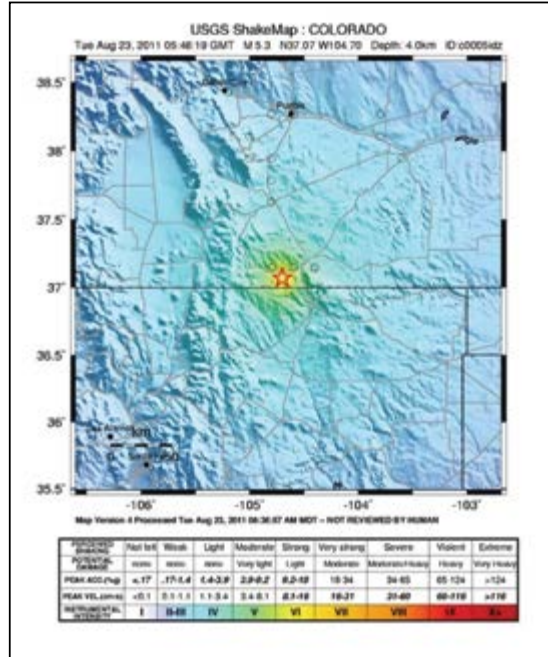 USGS ShakeMap : COLORADO
Tue Aug 23, 2011 05:46:19 GMT M 5.3 N37.07 W104.70 Depth: 4.0km ID:c0005idz
38.5°
Pueblo
38°
37.5°
37°
36.5°
36°
km
0 50
35.5°
-106° -105° -104° -103°
Map Version 4 Processed Tue Aug 23, 2011 08:36:57 AM MDT -- NOT REVIEWED BY HUMAN
PERCEIVED SHAKING Not felt Weak Light Moderate Strong Very strong Severe Violent Extreme
POTENTIAL DAMAGE none none none Very light Light Moderate Moderate/Heavy Heavy Very Heavy
PEAK ACC.(%g) <.17 .17-1.4 1.4-3.9 3.9-9.2 9.2-18 18-34 34-65 65-124 >124
PEAK VEL.(cm/s) <0.1 0.1-1.1 1.1-3.4 3.4-8.1 8.1-16 16-31 31-60 60-116 >116
INSTRUMENTAL INTENSITY I II-III IV V VI VII VIII IX X+